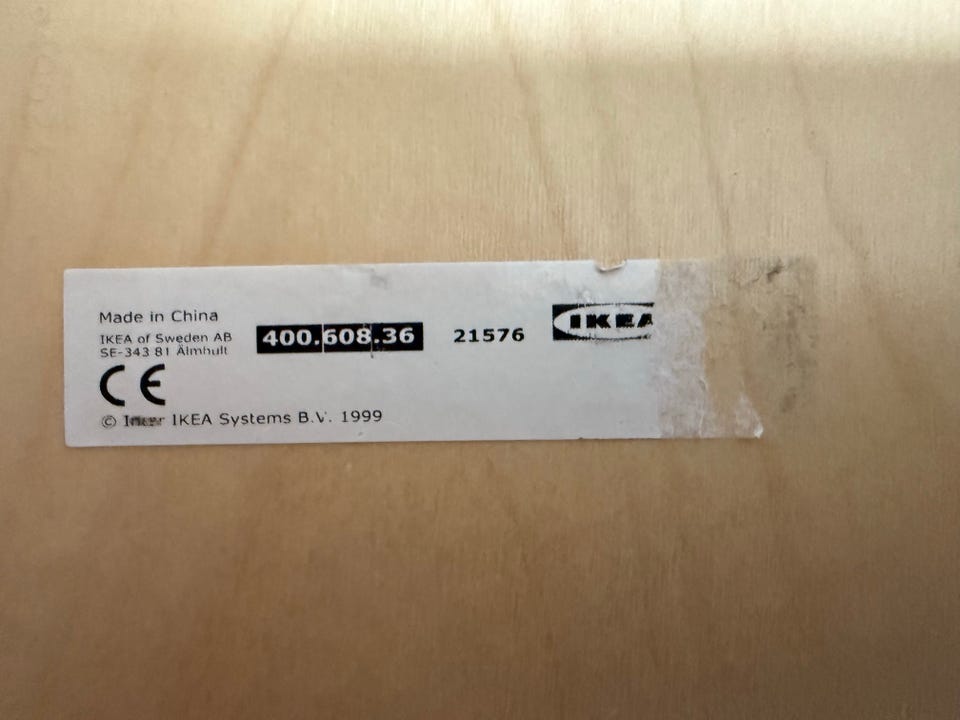 Made in China
IKEA of Sweden AB
SE-343 81 Älmhult
400.608.36
21576
IKEA
CE
© Inter IKEA Systems B.V. 1999